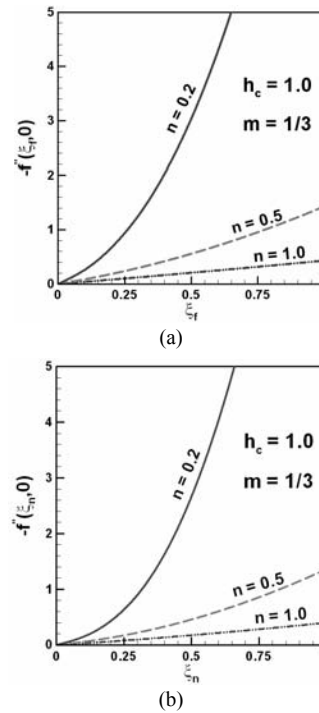 5
4
3
2
1
0
-f''(ξf,0)
n = 0.2
hc = 1.0
m = 1/3
n = 0.5
n = 1.0
0 0.25 0.5 0.75
ξf
(a)
5
4
3
2
1
0
-f''(ξn,0)
n = 0.2
hc = 1.0
m = 1/3
n = 0.5
n = 1.0
0 0.25 0.5 0.75
ξn
(b)